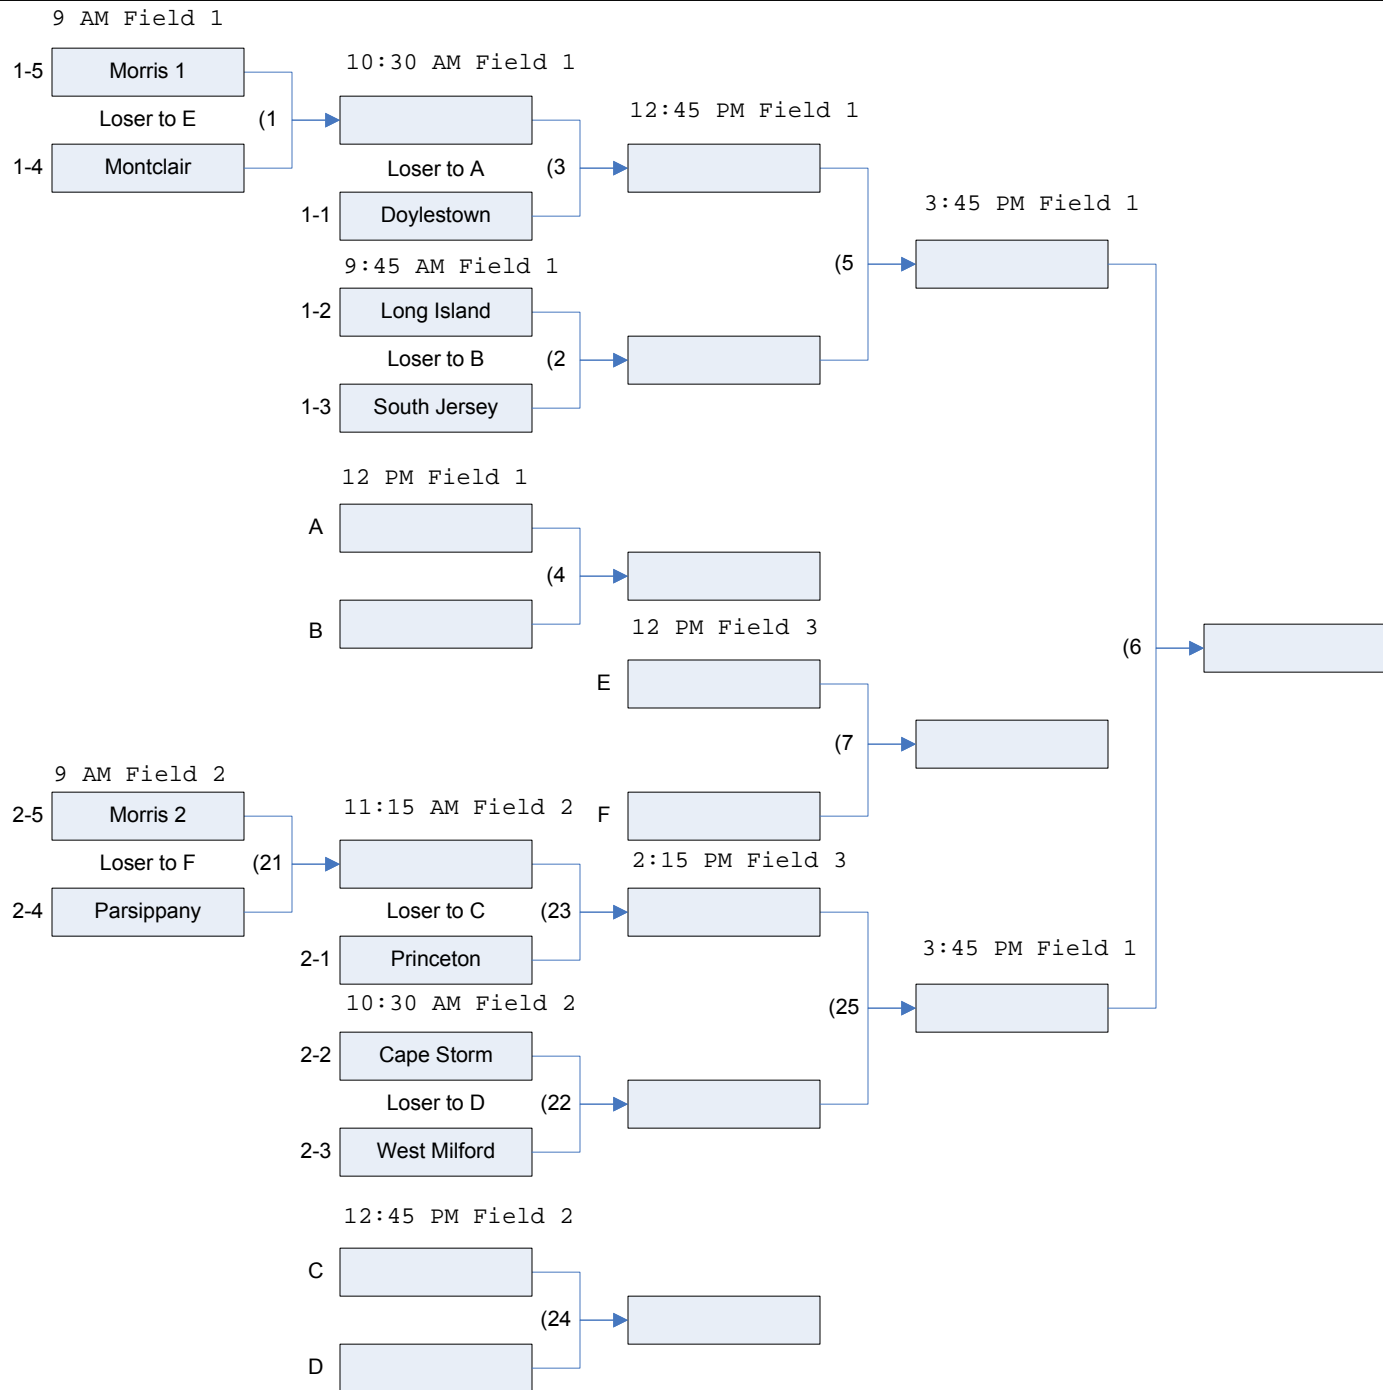 9 AM Field 1
1-5 Morris 1
Loser to E (1
1-4 Montclair
10:30 AM Field 1
Loser to A (3
1-1 Doylestown
12:45 PM Field 1
3:45 PM Field 1
(5
9:45 AM Field 1
1-2 Long Island
Loser to B (2
1-3 South Jersey
12 PM Field 1
A
(4
B
12 PM Field 3
E
(7
F
(6
9 AM Field 2
2-5 Morris 2
Loser to F (21
2-4 Parsippany
11:15 AM Field 2
Loser to C (23
2-1 Princeton
2:15 PM Field 3
3:45 PM Field 1
(25
10:30 AM Field 2
2-2 Cape Storm
Loser to D (22
2-3 West Milford
12:45 PM Field 2
C
(24
D